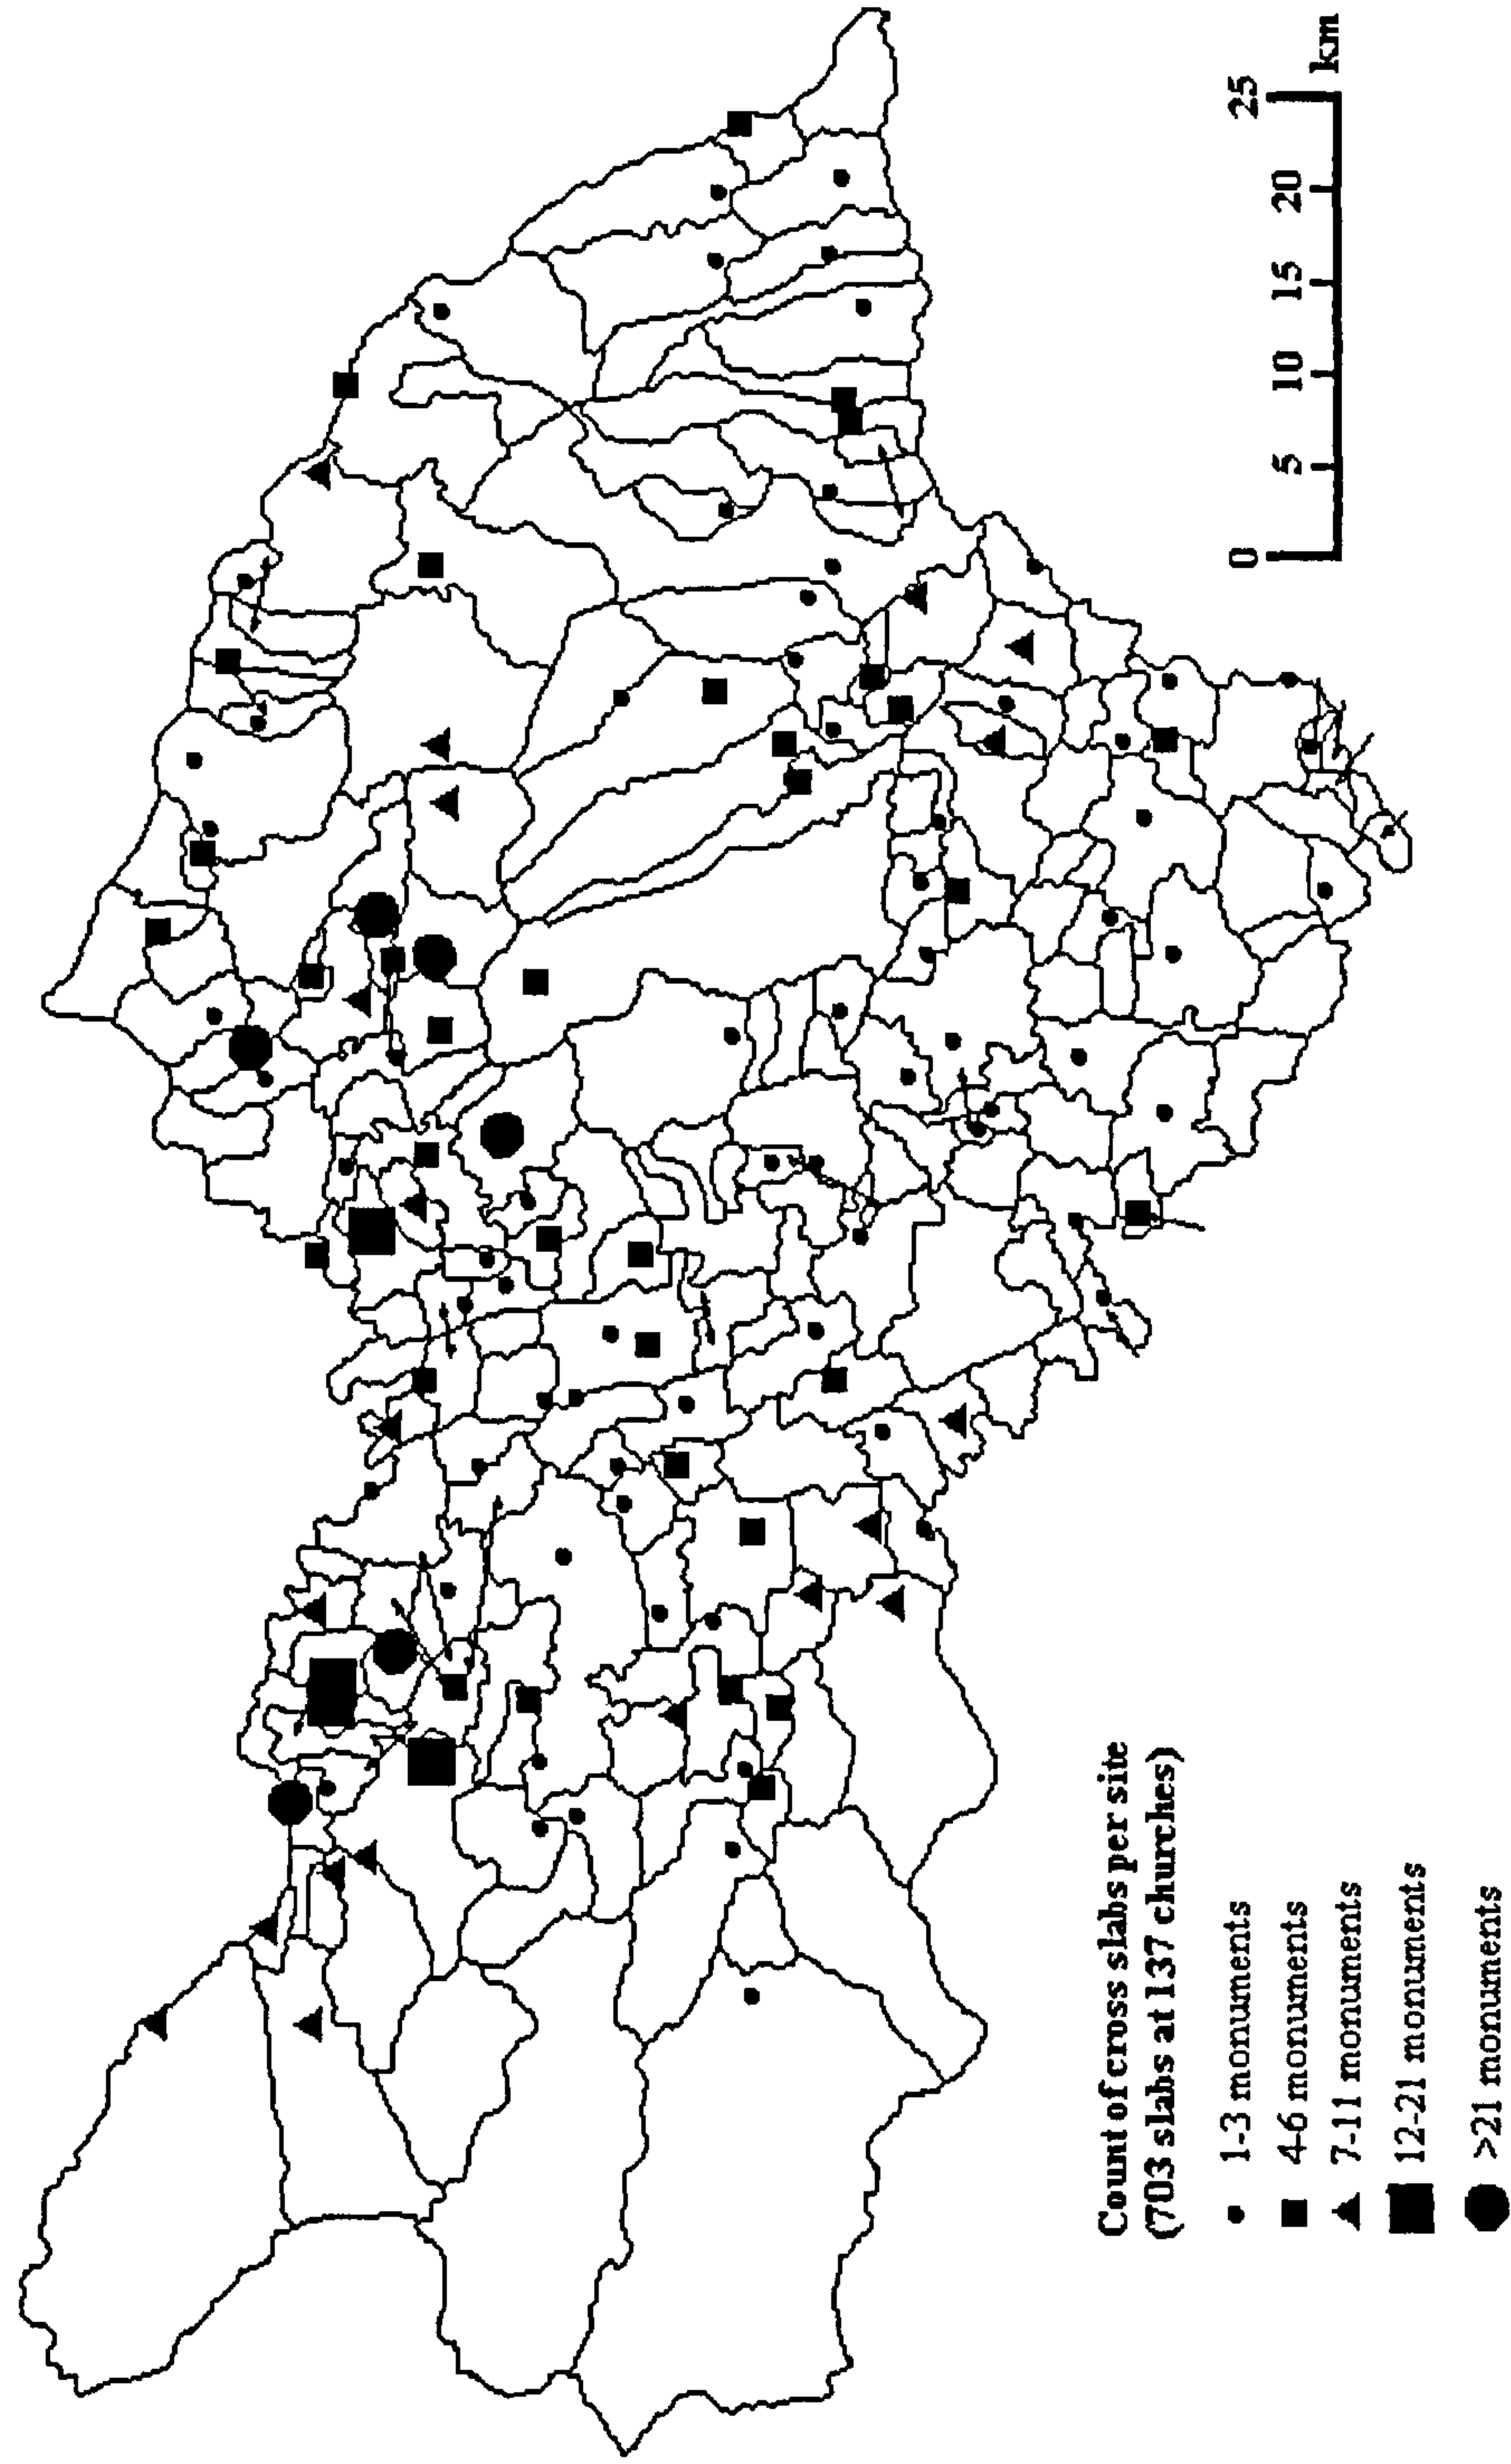 Count of cross slabs per site
(703 slabs at 137 churches)
1-3 monuments
4-6 monuments
7-11 monuments
12-21 monuments
>21 monuments
0 5 10 15 20 25
km